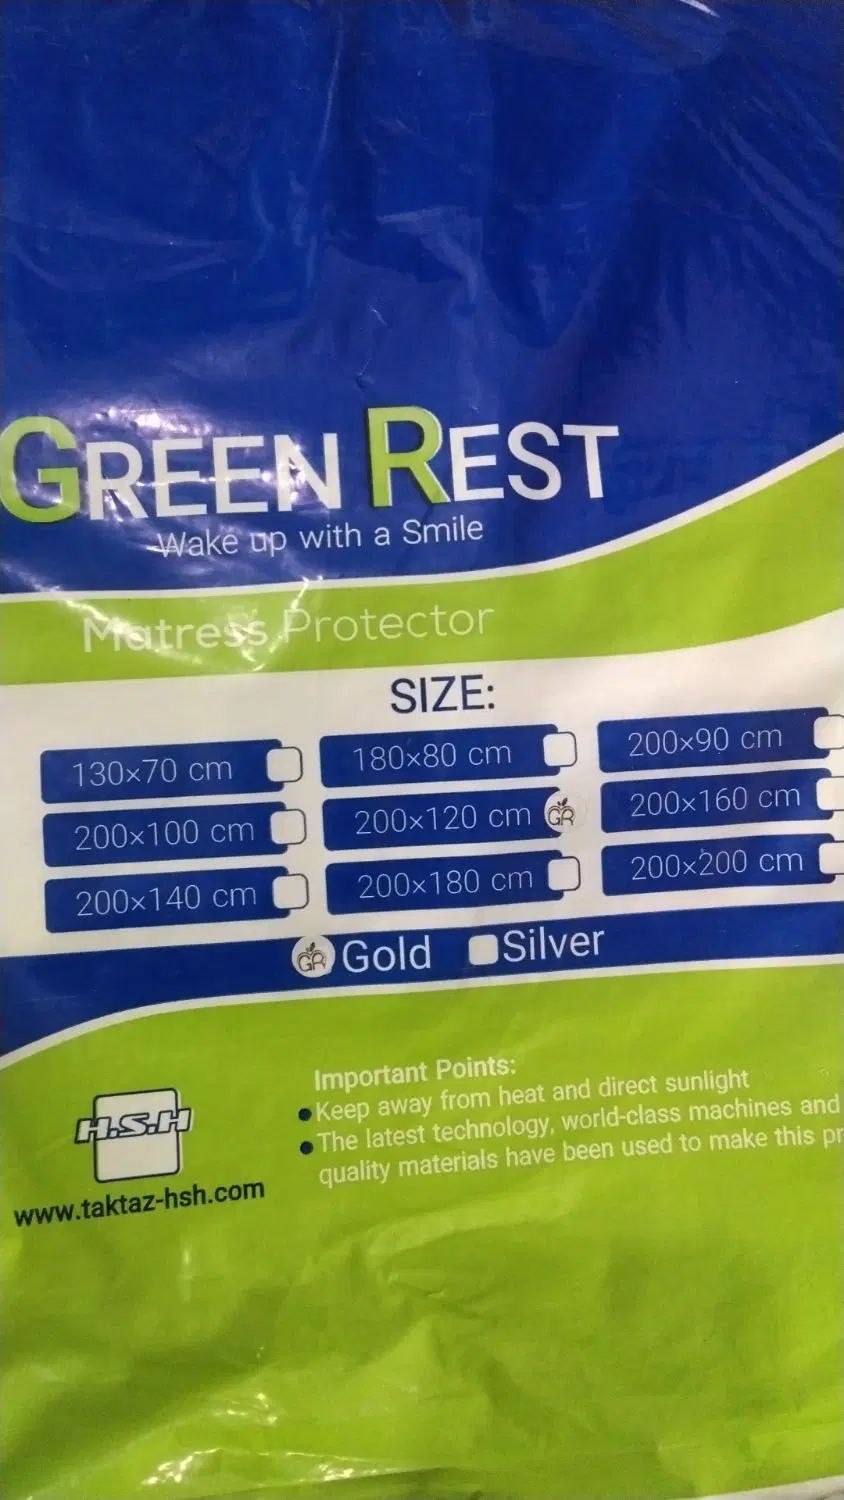 GREEN REST
Wake up with a Smile
Matress Protector
SIZE:
130×70 cm 180×80 cm 200×90 cm
200×100 cm 200×120 cm GR 200×160 cm
200×140 cm 200×180 cm 200×200 cm
GR Gold Silver
Important Points:
Keep away from heat and direct sunlight
The latest technology, world-class machines and
quality materials have been used to make this pr
H.S.H
www.taktaz-hsh.com